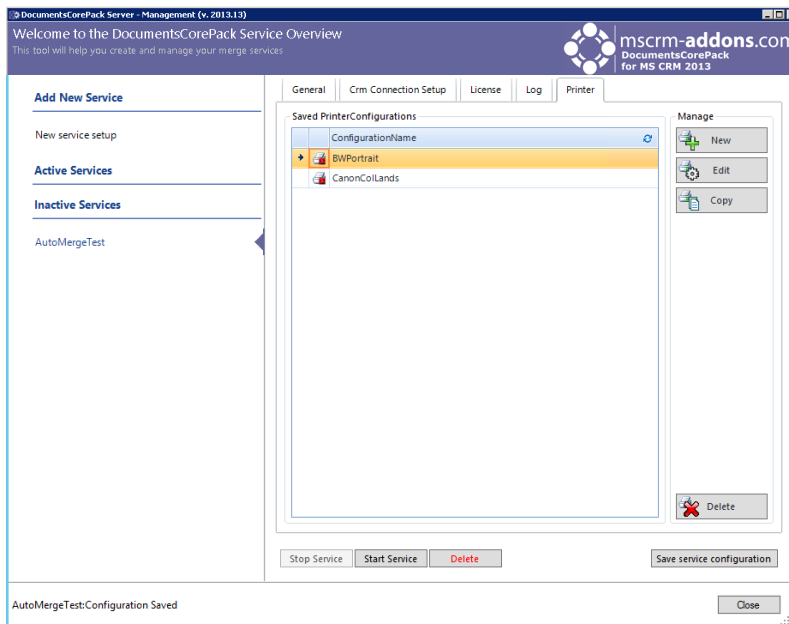 DocumentsCorePack Server - Management (v. 2013.13)
Welcome to the DocumentsCorePack Service Overview
This tool will help you create and manage your merge services
mscrm-addons.com
DocumentsCorePack
for MS CRM 2013
Add New Service
New service setup
Active Services
Inactive Services
AutoMergeTest
General Crm Connection Setup License Log Printer
Saved PrinterConfigurations
ConfigurationName
BWPortrait
CanonColLands
Manage
New
Edit
Copy
Delete
Stop Service Start Service Delete Save service configuration
AutoMergeTest:Configuration Saved Close